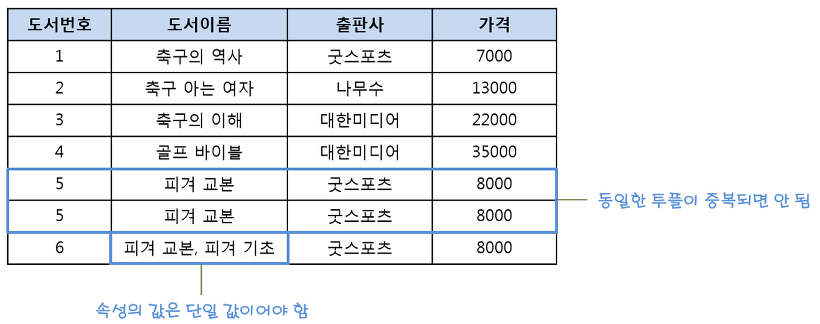 도서번호 도서이름 출판사 가격
1 축구의 역사 굿스포츠 7000
2 축구 아는 여자 나무수 13000
3 축구의 이해 대한미디어 22000
4 골프 바이블 대한미디어 35000
5 피겨 교본 굿스포츠 8000
5 피겨 교본 굿스포츠 8000
6 피겨 교본, 피겨 기초 굿스포츠 8000
동일한 투플이 중복되면 안 됨
속성의 값은 단일 값이어야 함